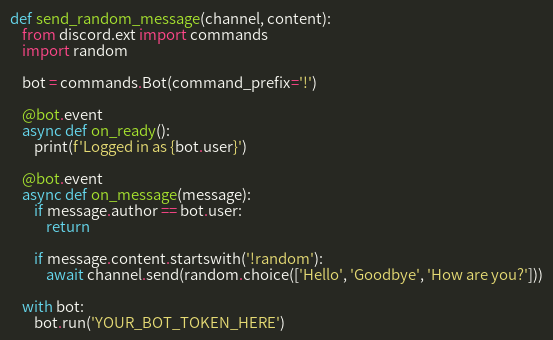 def send_random_message(channel, content):
    from discord.ext import commands
    import random

    bot = commands.Bot(command_prefix='!')

    @bot.event
    async def on_ready():
        print(f'Logged in as {bot.user}')

    @bot.event
    async def on_message(message):
        if message.author == bot.user:
            return

        if message.content.startswith('!random'):
            await channel.send(random.choice(['Hello', 'Goodbye', 'How are you?']))

    with bot:
        bot.run('YOUR_BOT_TOKEN_HERE')